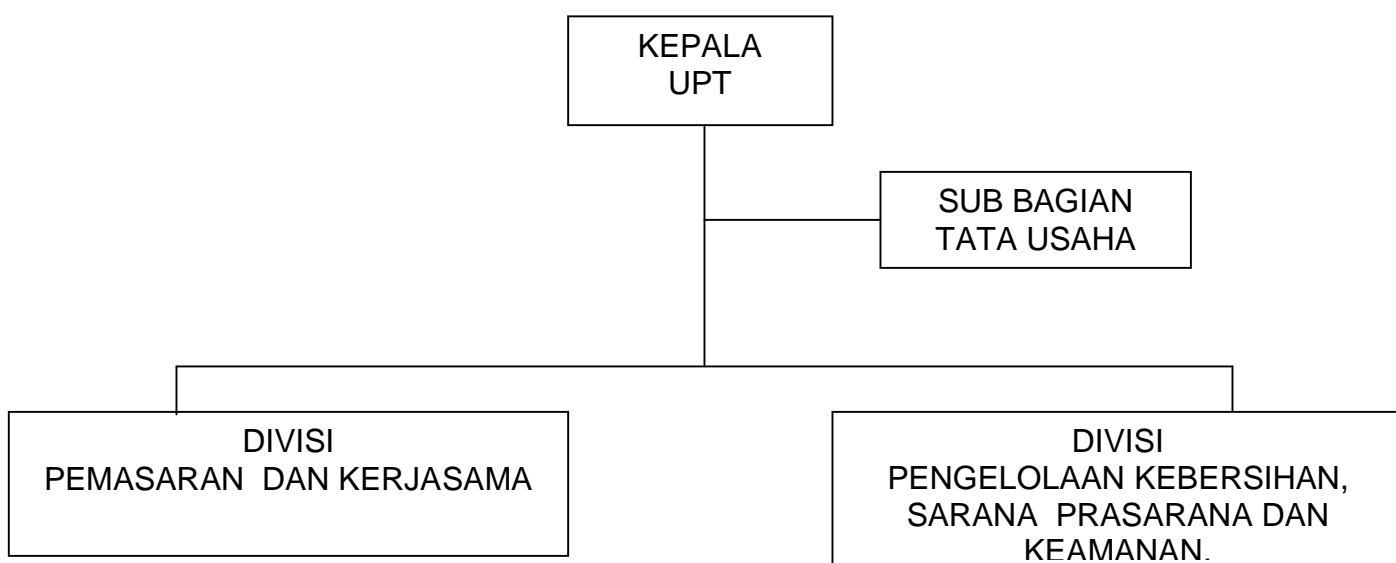 KEPALA
UPT
SUB BAGIAN
TATA USAHA
DIVISI
PEMASARAN DAN KERJASAMA
DIVISI
PENGELOLAAN KEBERSIHAN,
SARANA PRASARANA DAN
KEAMANAN.